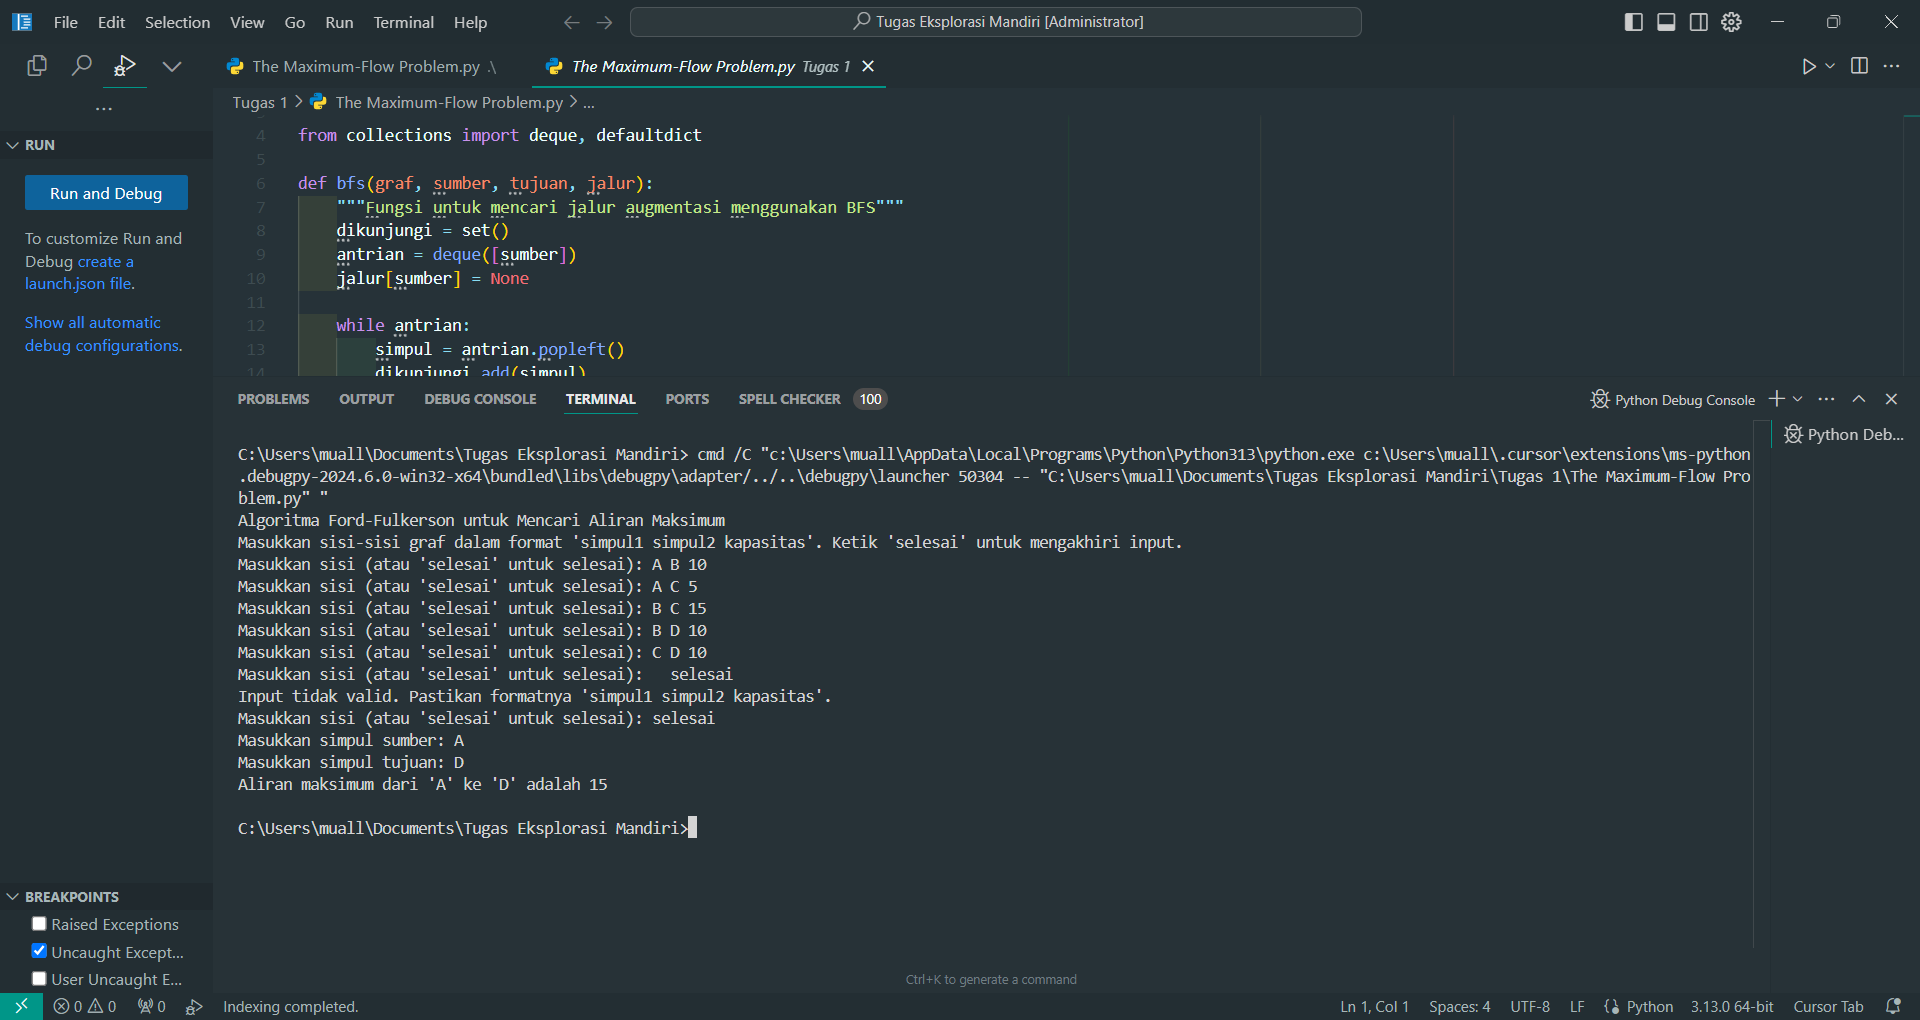 File Edit Selection View Go Run Terminal Help
Tugas Eksplorasi Mandiri [Administrator]
The Maximum-Flow Problem.py .\
The Maximum-Flow Problem.py Tugas 1
Tugas 1 > The Maximum-Flow Problem.py > ...
RUN
Run and Debug
To customize Run and
Debug create a
launch.json file.
Show all automatic
debug configurations.
4 from collections import deque, defaultdict
5
6 def bfs(graf, sumber, tujuan, jalur):
7 """Fungsi untuk mencari jalur augmentasi menggunakan BFS"""
8 dikunjungi = set()
9 antrian = deque([sumber])
10 jalur[sumber] = None
11
12 while antrian:
13 simpul = antrian.popleft()
14 dikunjungi.add(simpul)
PROBLEMS OUTPUT DEBUG CONSOLE TERMINAL PORTS SPELL CHECKER 100
Python Debug Console
Python Deb...
C:\Users\muall\Documents\Tugas Eksplorasi Mandiri> cmd /C "c:\Users\muall\AppData\Local\Programs\Python\Python313\python.exe c:\Users\muall\.cursor\extensions\ms-python
.debugpy-2024.6.0-win32-x64\bundled\libs\debugpy\adapter/../..\debugpy\launcher 50304 -- "C:\Users\muall\Documents\Tugas Eksplorasi Mandiri\Tugas 1\The Maximum-Flow Pro
blem.py" "
Algoritma Ford-Fulkerson untuk Mencari Aliran Maksimum
Masukkan sisi-sisi graf dalam format 'simpul1 simpul2 kapasitas'. Ketik 'selesai' untuk mengakhiri input.
Masukkan sisi (atau 'selesai' untuk selesai): A B 10
Masukkan sisi (atau 'selesai' untuk selesai): A C 5
Masukkan sisi (atau 'selesai' untuk selesai): B C 15
Masukkan sisi (atau 'selesai' untuk selesai): B D 10
Masukkan sisi (atau 'selesai' untuk selesai): C D 10
Masukkan sisi (atau 'selesai' untuk selesai):   selesai
Input tidak valid. Pastikan formatnya 'simpul1 simpul2 kapasitas'.
Masukkan sisi (atau 'selesai' untuk selesai): selesai
Masukkan simpul sumber: A
Masukkan simpul tujuan: D
Aliran maksimum dari 'A' ke 'D' adalah 15
C:\Users\muall\Documents\Tugas Eksplorasi Mandiri>
BREAKPOINTS
Raised Exceptions
Uncaught Except...
User Uncaught E...
Ctrl+K to generate a command
0 0 0 Indexing completed.
Ln 1, Col 1 Spaces: 4 UTF-8 LF Python 3.13.0 64-bit Cursor Tab